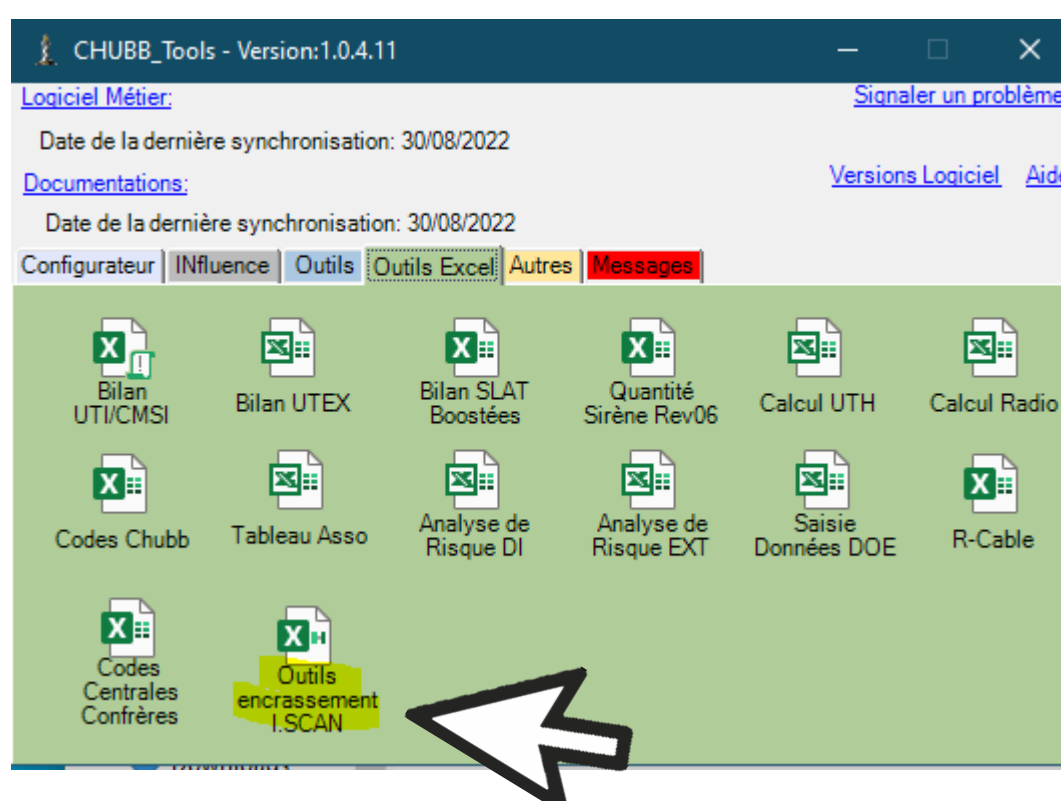 CHUBB_Tools - Version:1.0.4.11
Logiciel Métier:
Signaler un problème
Date de la dernière synchronisation: 30/08/2022
Documentations:
Versions Logiciel
Date de la dernière synchronisation: 30/08/2022
Configurateur INfluence Outils Outils Excel Autres Messages
Bilan
UTI/CMSI
Bilan UTEX
Bilan SLAT
Boostées
Quantité
Sirène Rev06
Calcul UTH
Calcul Radio
Codes Chubb
Tableau Asso
Analyse de
Risque DI
Analyse de
Risque EXT
Saisie
Données DOE
R-Cable
Codes
Centrales
Confrères
Outils
encrassement
I.SCAN